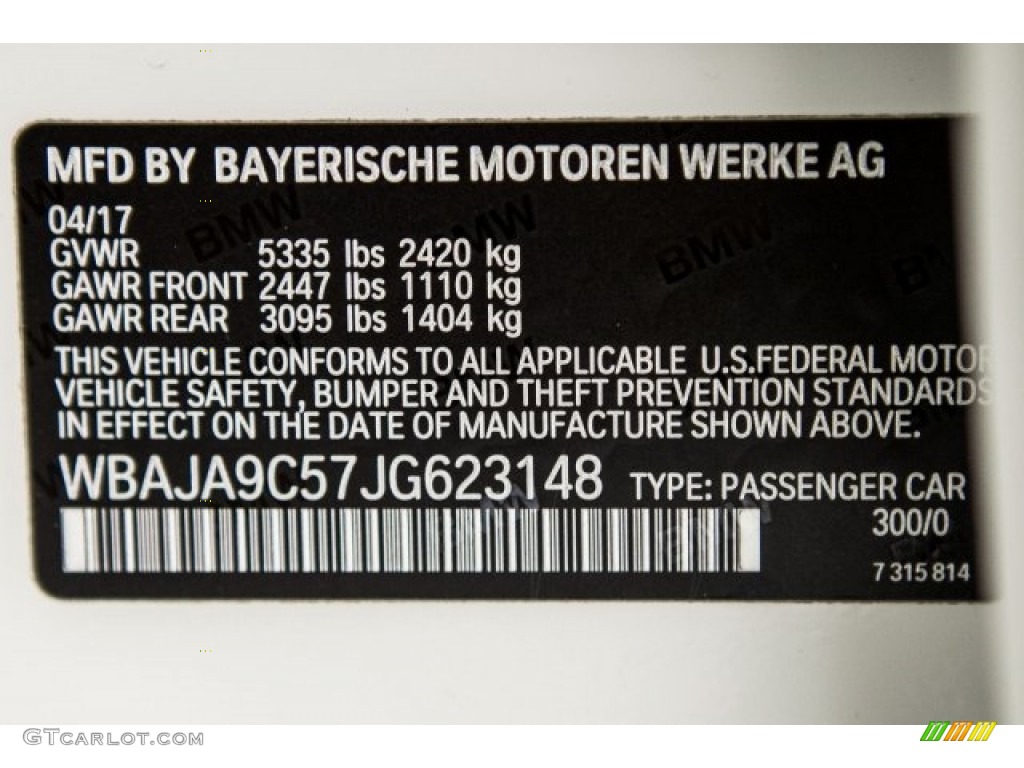 MFD BY BAYERISCHE MOTOREN WERKE AG
04/17
GVWR 5335 lbs 2420 kg
GAWR FRONT 2447 lbs 1110 kg
GAWR REAR 3095 lbs 1404 kg
THIS VEHICLE CONFORMS TO ALL APPLICABLE U.S.FEDERAL MOTOR
VEHICLE SAFETY, BUMPER AND THEFT PREVENTION STANDARDS
IN EFFECT ON THE DATE OF MANUFACTURE SHOWN ABOVE.
WBAJA9C57JG623148 TYPE: PASSENGER CAR
300/0
7 315 814
GTCarLot.com